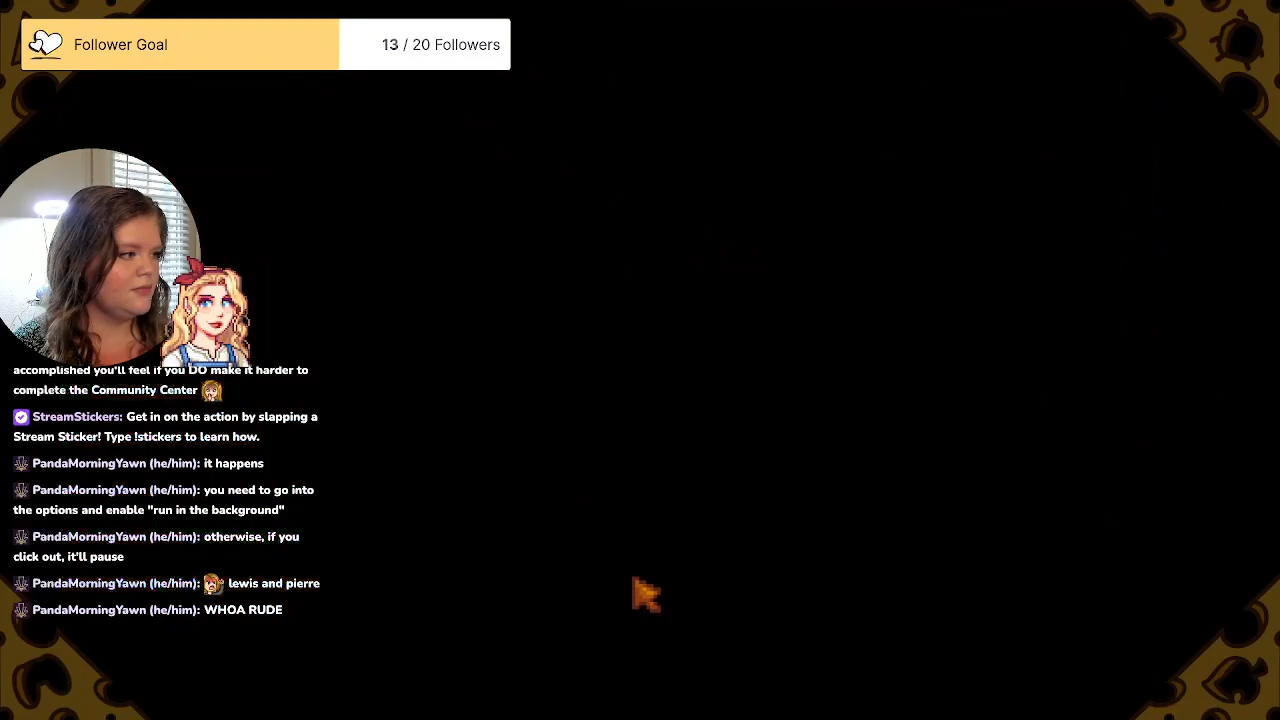 Follower Goal
13 / 20 Followers
accomplished you'll feel if you DO make it harder to
complete the Community Center
StreamStickers: Get in on the action by slapping a
Stream Sticker! Type !stickers to learn how.
PandaMorningYawn (he/him): it happens
PandaMorningYawn (he/him): you need to go into
the options and enable "run in the background"
PandaMorningYawn (he/him): otherwise, if you
click out, it'll pause
PandaMorningYawn (he/him): lewis and pierre
PandaMorningYawn (he/him): WHOA RUDE